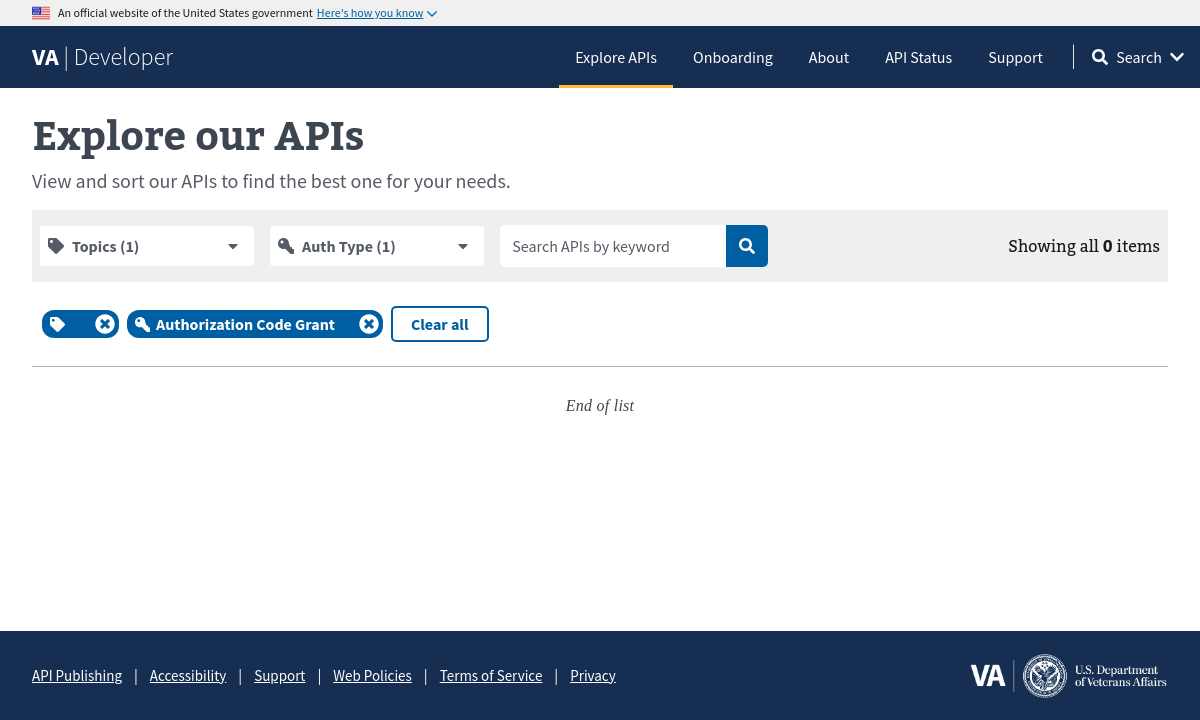 An official website of the United States government Here's how you know
VA | Developer
Explore APIs
Onboarding
About
API Status
Support
Search
Explore our APIs
View and sort our APIs to find the best one for your needs.
Topics (1)
Auth Type (1)
Search APIs by keyword
Showing all 0 items
Authorization Code Grant
Clear all
End of list
API Publishing | Accessibility | Support | Web Policies | Terms of Service | Privacy
VA
U.S. Department
of Veterans Affairs